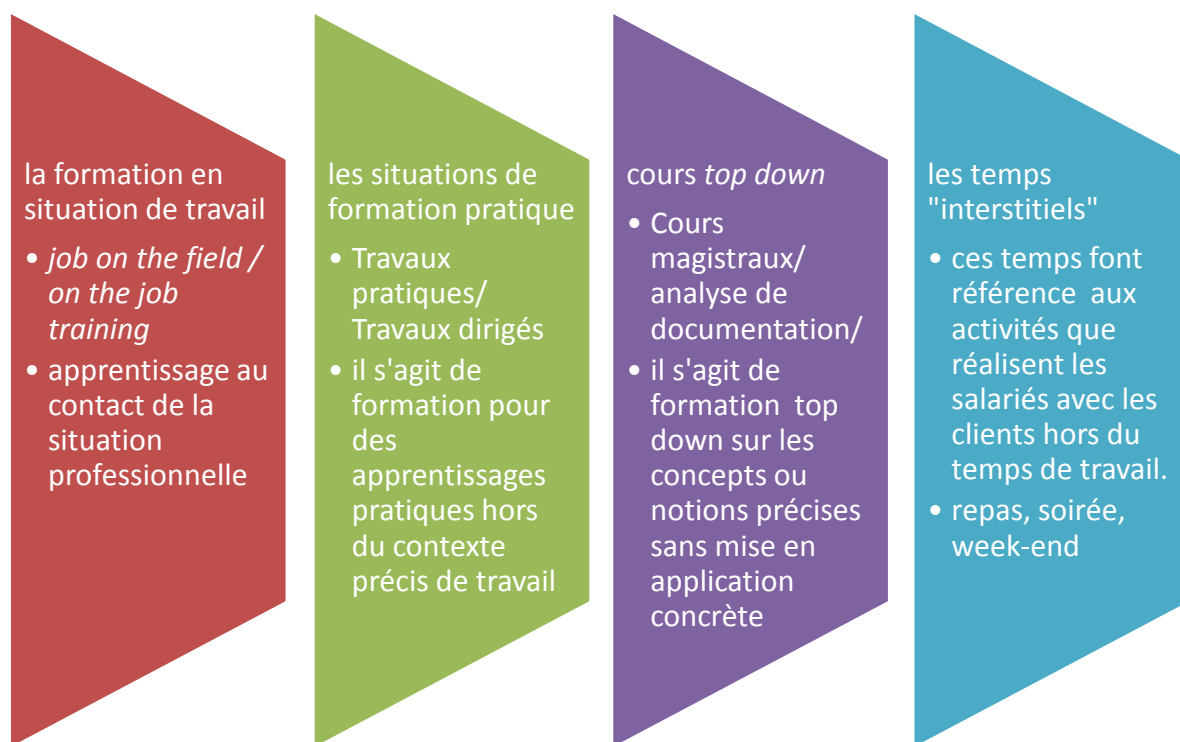 la formation en
situation de travail
• job on the field /
on the job
training
• apprentissage au
contact de la
situation
professionnelle
les situations de
formation pratique
• Travaux
pratiques/
Travaux dirigés
• il s'agit de
formation pour
des
apprentissages
pratiques hors
du contexte
précis de travail
cours top down
• Cours
magistraux/
analyse de
documentation/
• il s'agit de
formation  top
down sur les
concepts ou
notions précises
sans mise en
application
concrète
les temps
"interstitiels"
• ces temps font
référence  aux
activités que
réalisent les
salariés avec les
clients hors du
temps de travail.
• repas, soirée,
week-end